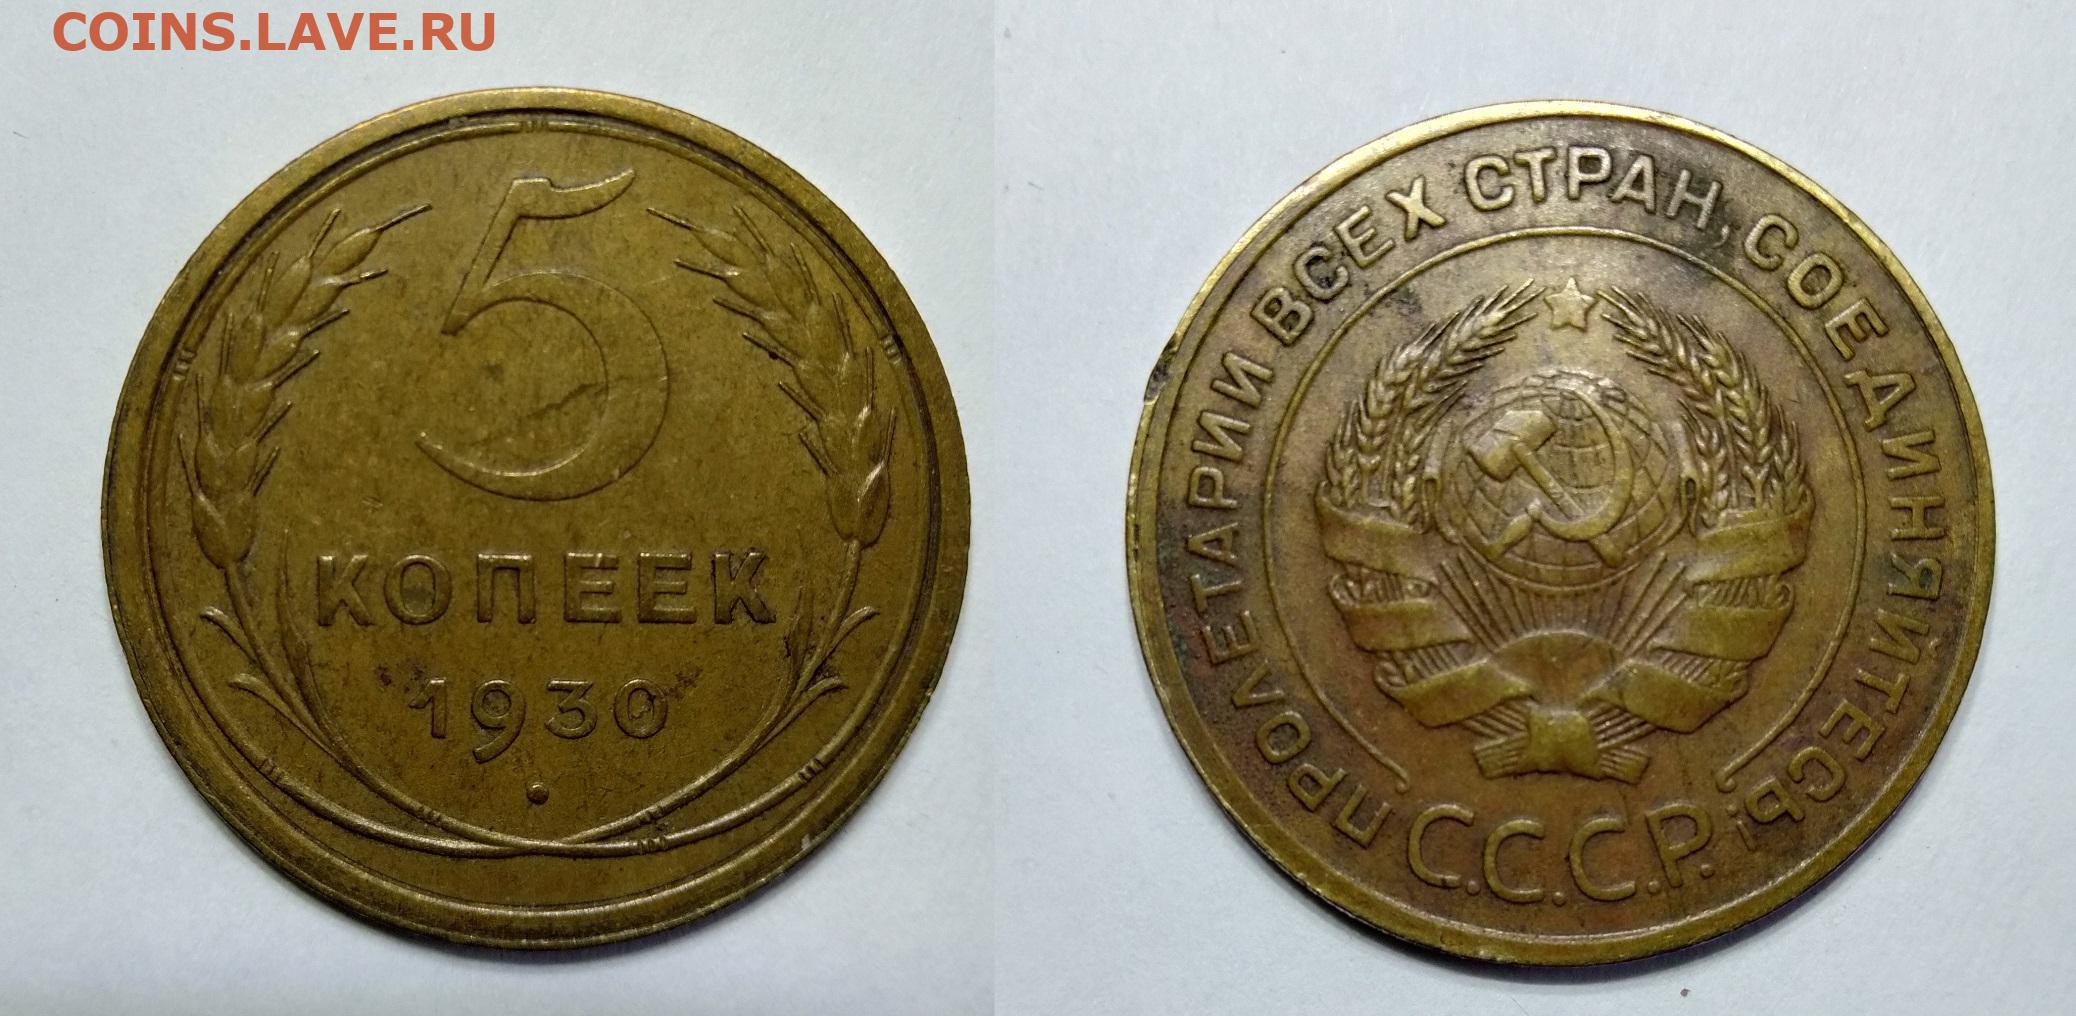 COINS.LAVE.RU
5
КОПЕЕК
1930
ПРОЛЕТАРИИ ВСЕХ СТРАН, СОЕДИНЯЙТЕСЬ!
С.С.С.Р.